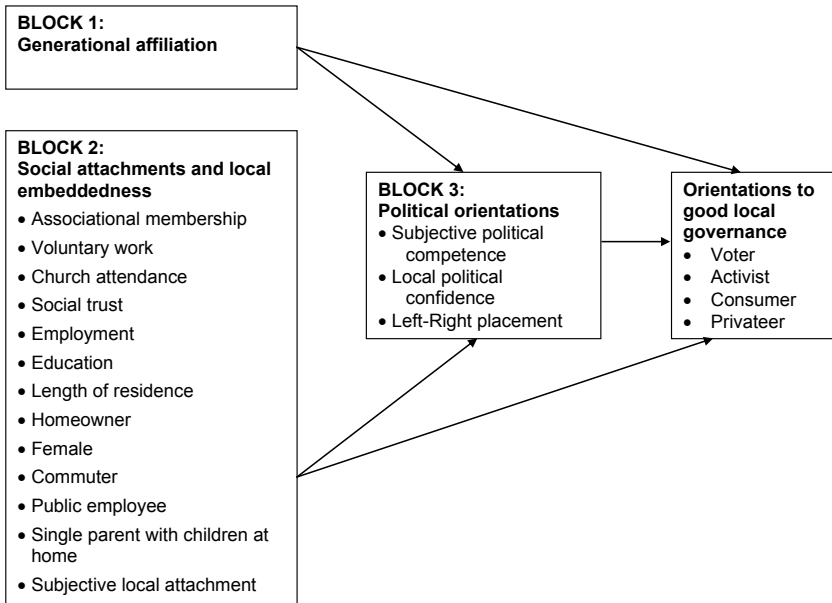 BLOCK 1:
Generational affiliation
BLOCK 2:
Social attachments and local
embeddedness
• Associational membership
• Voluntary work
• Church attendance
• Social trust
• Employment
• Education
• Length of residence
• Homeowner
• Female
• Commuter
• Public employee
• Single parent with children at
home
• Subjective local attachment
BLOCK 3:
Political orientations
• Subjective political
competence
• Local political
confidence
• Left-Right placement
Orientations to
good local
governance
• Voter
• Activist
• Consumer
• Privateer